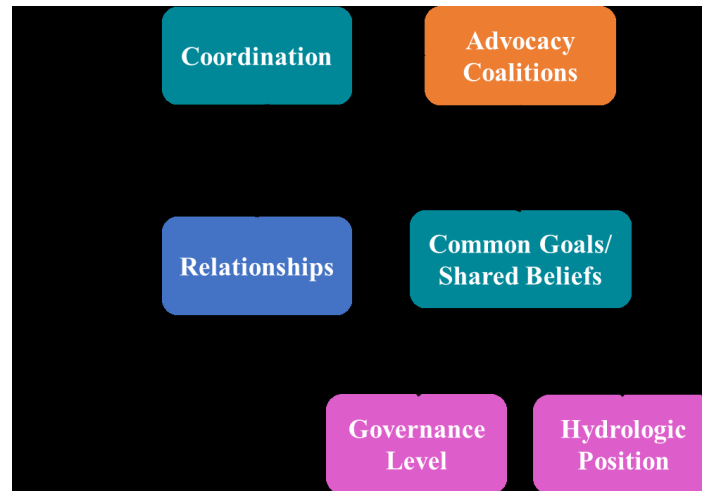 Coordination
Advocacy
Coalitions
Relationships
Common Goals/
Shared Beliefs
Governance
Level
Hydrologic
Position